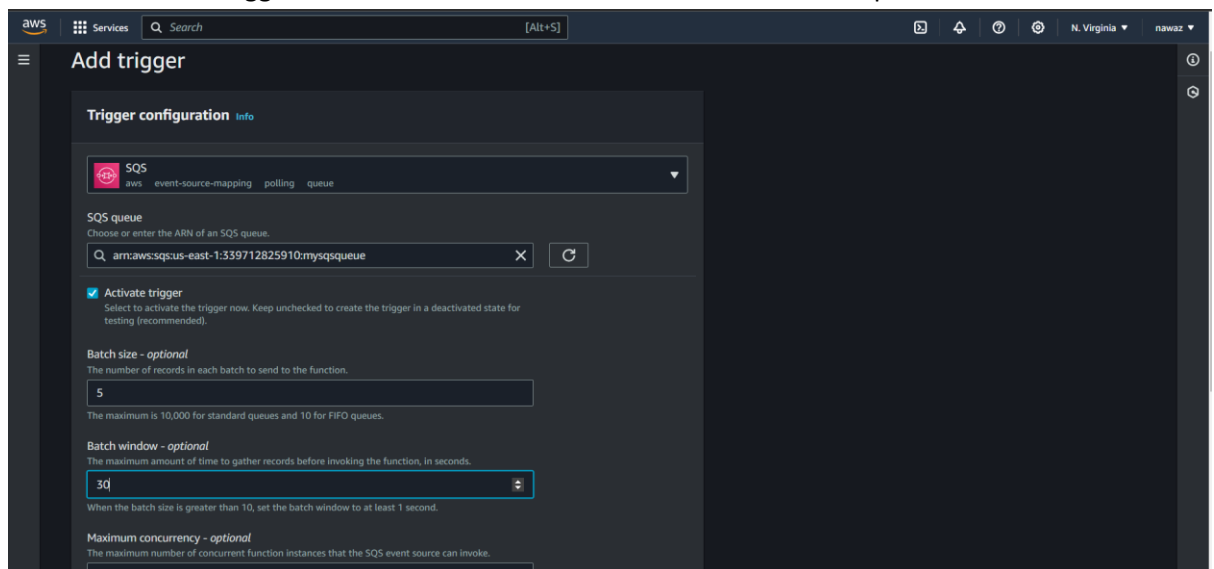 aws Services Search [Alt+S] N. Virginia nawaz
Add trigger
Trigger configuration Info
SQS
aws event-source-mapping polling queue
SQS queue
Choose or enter the ARN of an SQS queue.
arn:aws:sqs:us-east-1:339712825910:mysqsqueue
Activate trigger
Select to activate the trigger now. Keep unchecked to create the trigger in a deactivated state for
testing (recommended).
Batch size - optional
The number of records in each batch to send to the function.
5
The maximum is 10,000 for standard queues and 10 for FIFO queues.
Batch window - optional
The maximum amount of time to gather records before invoking the function, in seconds.
30
When the batch size is greater than 10, set the batch window to at least 1 second.
Maximum concurrency - optional
The maximum number of concurrent function instances that the SQS event source can invoke.